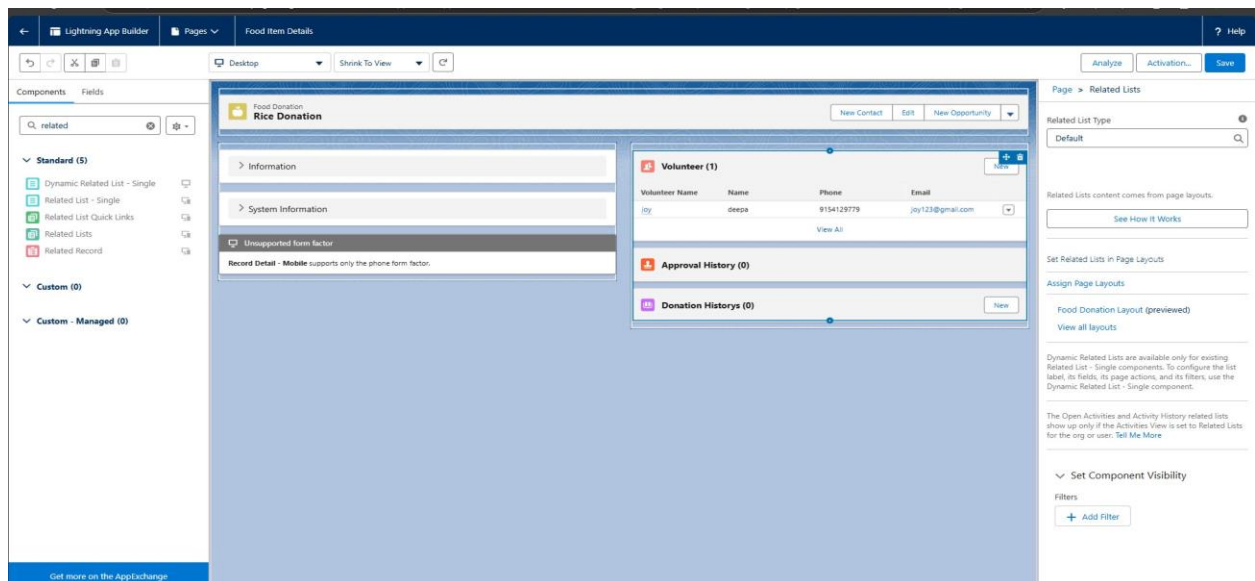 Lightning App Builder
Pages
Food Item Details
? Help
Desktop
Shrink To View
Analyze
Activation...
Save
Components
Fields
related
Standard (5)
Dynamic Related List - Single
Related List - Single
Related List Quick Links
Related Lists
Related Record
Custom (0)
Custom - Managed (0)
Get more on the AppExchange
Food Donation
Rice Donation
New Contact
Edit
New Opportunity
Information
System Information
Unsupported form factor
Record Detail - Mobile supports only the phone form factor.
Volunteer (1)
New
Volunteer Name Name Phone Email
joy deepa 9154129779 joy123@gmail.com
View All
Approval History (0)
Donation Historys (0)
New
Page > Related Lists
Related List Type
Default
Related Lists content comes from page layouts.
See How It Works
Set Related Lists in Page Layouts
Assign Page Layouts
Food Donation Layout (previewed)
View all layouts
Dynamic Related Lists are available only for existing
Related List - Single components. To configure the list
label, its fields, its page actions, and its filters, use the
Dynamic Related List - Single component.
The Open Activities and Activity History related lists
show up only if the Activities View is set to Related Lists
for the org or user. Tell Me More
Set Component Visibility
Filters
+ Add Filter